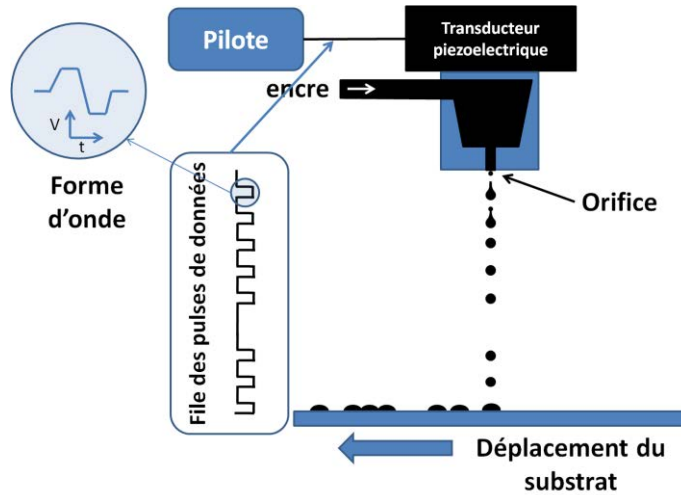 Pilote
Transducteur
piezoelectrique
encre
V
t
Forme
d'onde
File des pulses de données
Orifice
Déplacement du
substrat